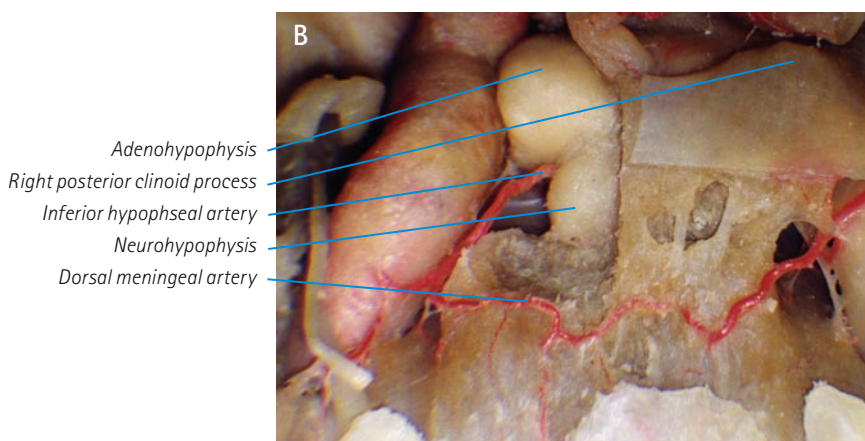 B
Adenohypophysis
Right posterior clinoid process
Inferior hypophseal artery
Neurohypophysis
Dorsal meningeal artery